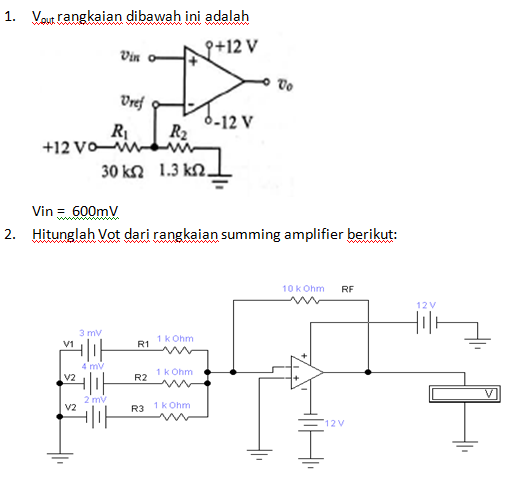 1. Vout rangkaian dibawah ini adalah
+12 V
Vin
+
Vo
Vref
-
-12 V
R1 R2
+12 V
30 kΩ 1.3 kΩ
Vin = 600mV
2. Hitunglah Vot dari rangkaian summing amplifier berikut:
10 k Ohm RF
12 V
3 mV
V1 R1 1 k Ohm
4 mV
V2 R2 1 k Ohm
2 mV
V2 R3 1 k Ohm
+
-
+
V
12 V